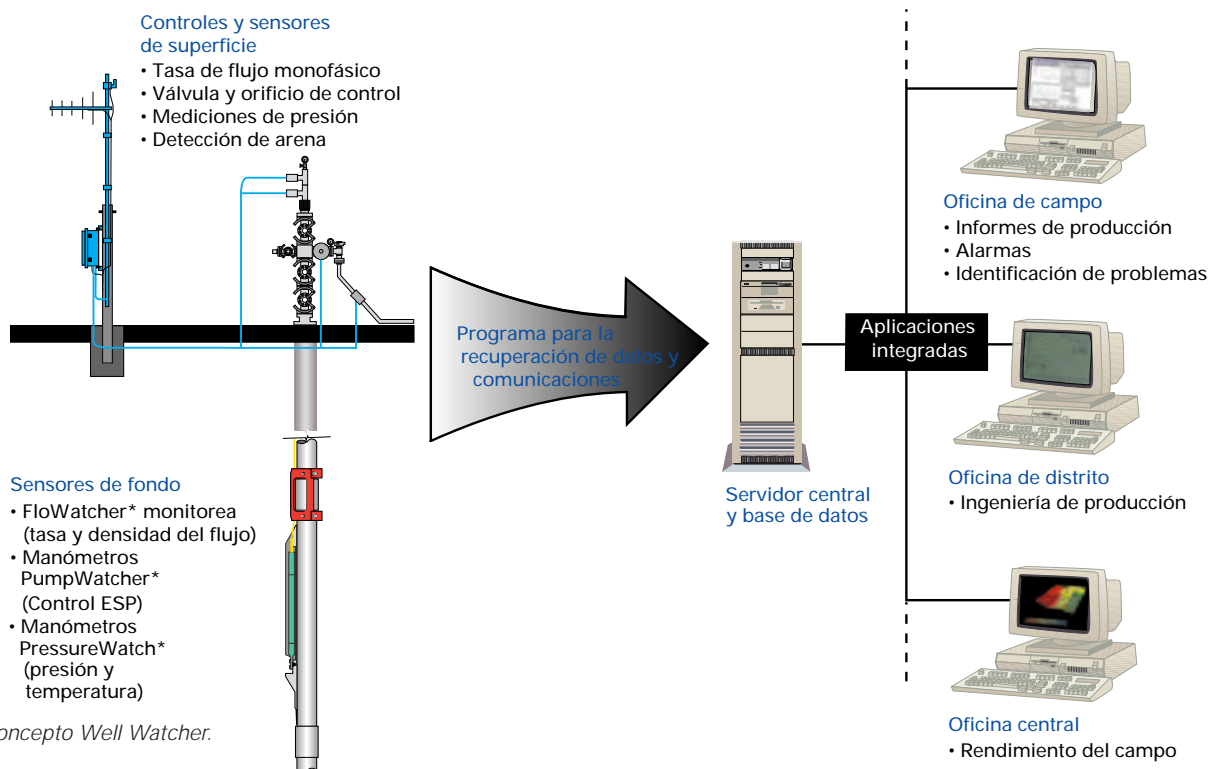 Controles y sensores
de superficie
• Tasa de flujo monofásico
• Válvula y orificio de control
• Mediciones de presión
• Detección de arena
Programa para la
recuperación de datos y
comunicaciones.
Sensores de fondo
• FloWatcher* monitorea
(tasa y densidad del flujo)
• Manómetros
PumpWatcher*
(Control ESP)
• Manómetros
PressureWatch*
(presión y
temperatura)
oncepto Well Watcher.
Servidor central
y base de datos
Aplicaciones
integradas
Oficina de campo
• Informes de producción
• Alarmas
• Identificación de problemas
Oficina de distrito
• Ingeniería de producción
Oficina central
• Rendimiento del campo